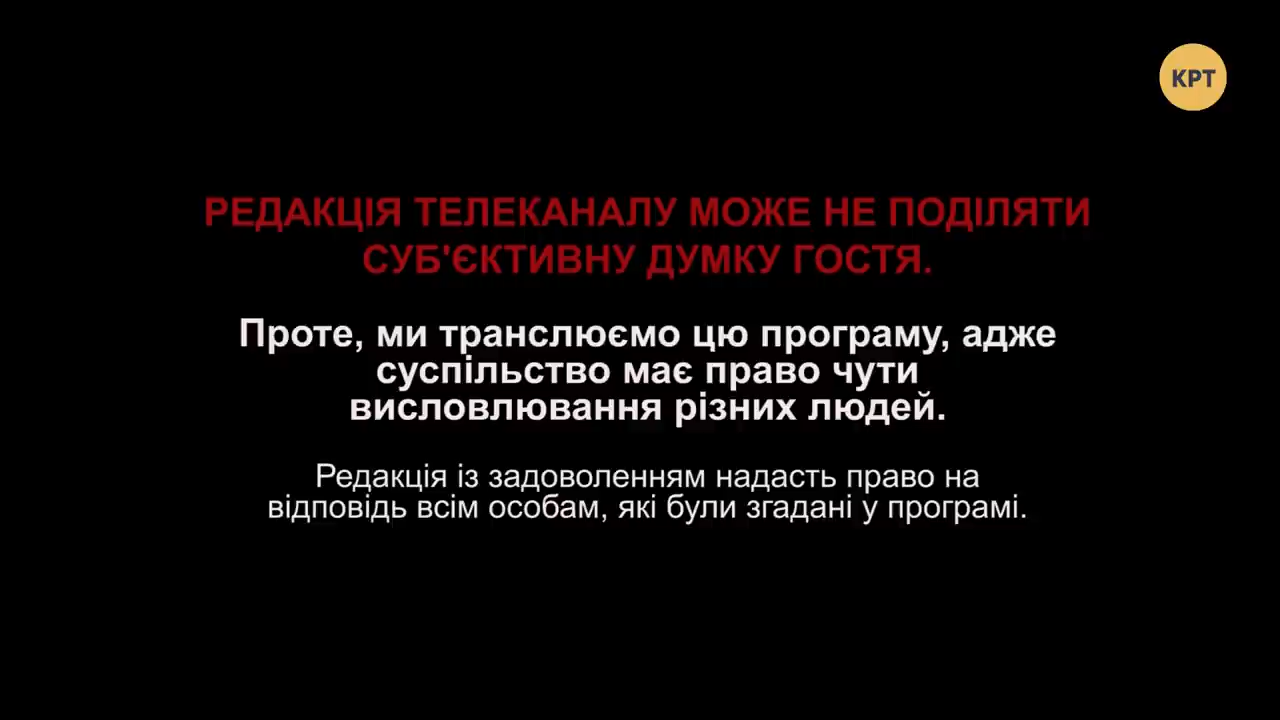 КРТ
РЕДАКЦІЯ ТЕЛЕКАНАЛУ МОЖЕ НЕ ПОДІЛЯТИ
СУБ'ЄКТИВНУ ДУМКУ ГОСТЯ.
Проте, ми транслюємо цю програму, адже
суспільство має право чути
висловлювання різних людей.
Редакція із задоволенням надасть право на
відповідь всім особам, які були згадані у програмі.